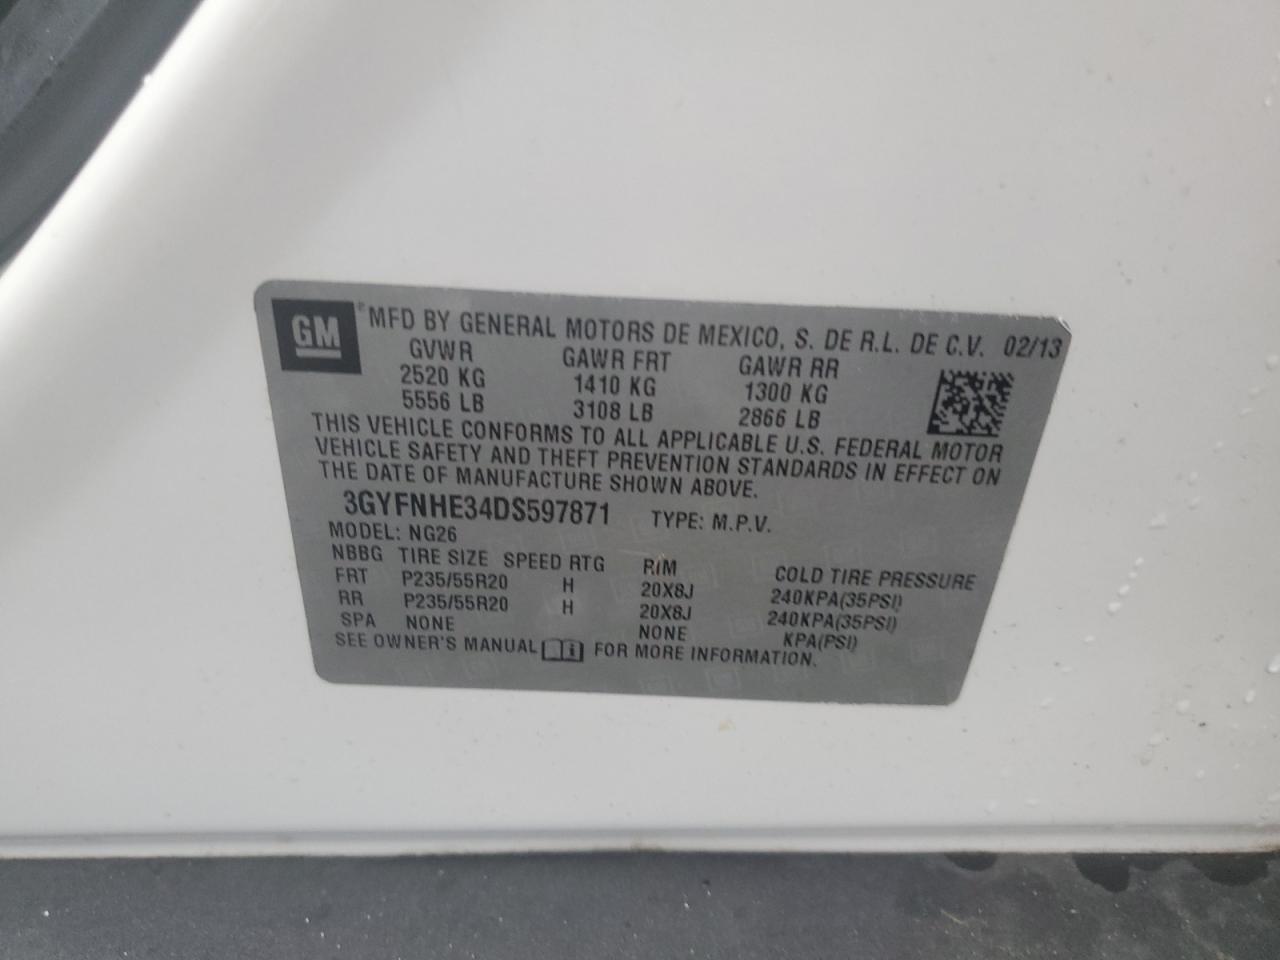 GM
MFD BY GENERAL MOTORS DE MEXICO, S. DE R.L. DE C.V. 02/13
GVWR GAWR FRT GAWR RR
2520 KG 1410 KG 1300 KG
5556 LB 3108 LB 2866 LB
THIS VEHICLE CONFORMS TO ALL APPLICABLE U.S. FEDERAL MOTOR
VEHICLE SAFETY AND THEFT PREVENTION STANDARDS IN EFFECT ON
THE DATE OF MANUFACTURE SHOWN ABOVE.
3GYFNHE34DS597871 TYPE: M.P.V.
MODEL: NG26
NBBG TIRE SIZE SPEED RTG RIM COLD TIRE PRESSURE
FRT P235/55R20 H 20X8J 240KPA(35PSI)
RR P235/55R20 H 20X8J 240KPA(35PSI)
SPA NONE NONE KPA(PSI)
SEE OWNER'S MANUAL i FOR MORE INFORMATION.